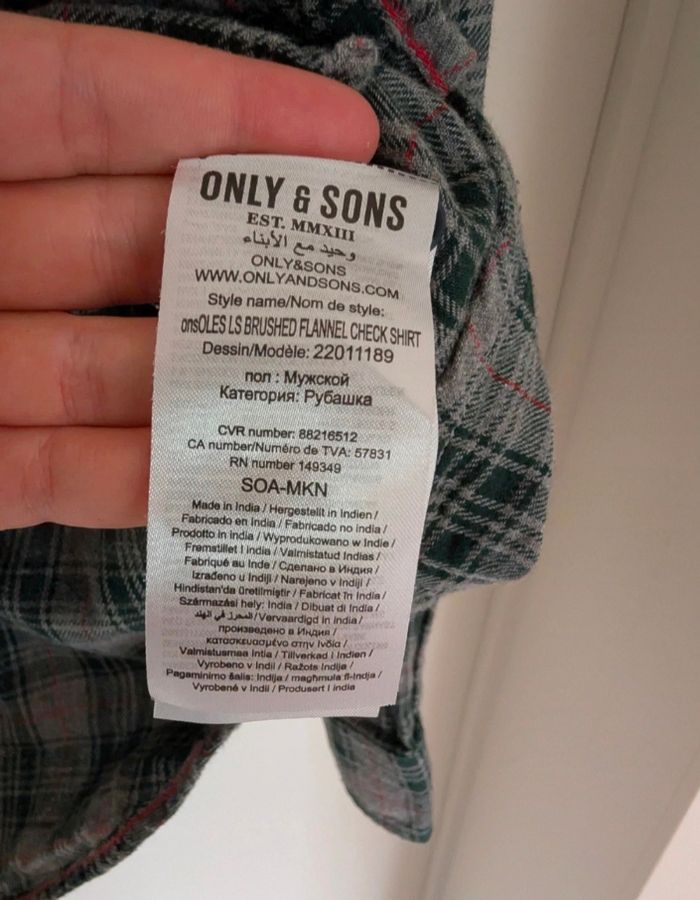 ONLY & SONS
EST. MMXIII
وحيد مع الأبناء
ONLY&SONS
WWW.ONLYANDSONS.COM
Style name/Nom de style:
onsOLES LS BRUSHED FLANNEL CHECK SHIRT
Dessin/Modèle: 22011189
пол : Мужской
Категория: Рубашка
CVR number: 88216512
CA number/Numéro de TVA: 57831
RN number 149349
SOA-MKN
Made in India / Hergestellt in Indien /
Fabricado en india / Fabricado no india /
Prodotto in india / Wyprodukowano w Indie /
Fremstillet I india / Valmistatud Indias /
Fabriqué au Inde / Сделано в Индия /
Izrađeno u Indiji / Narejeno v Indiji /
Hindistan'da üretilmiştir / Fabricat în India /
Származási hely: India / Dibuat di India /
المحرز في الهند / Vervaardigd in india /
произведено в Индия /
κατασκευασμένο στην Ινδία /
Valmistusmaa Intia / Tillverkad i Indien /
Vyrobeno v Indii / Ražots Indija /
Pagaminimo šalis: Indija / magħmula fl-Indja /
Vyrobené v Indii / Produsert I india